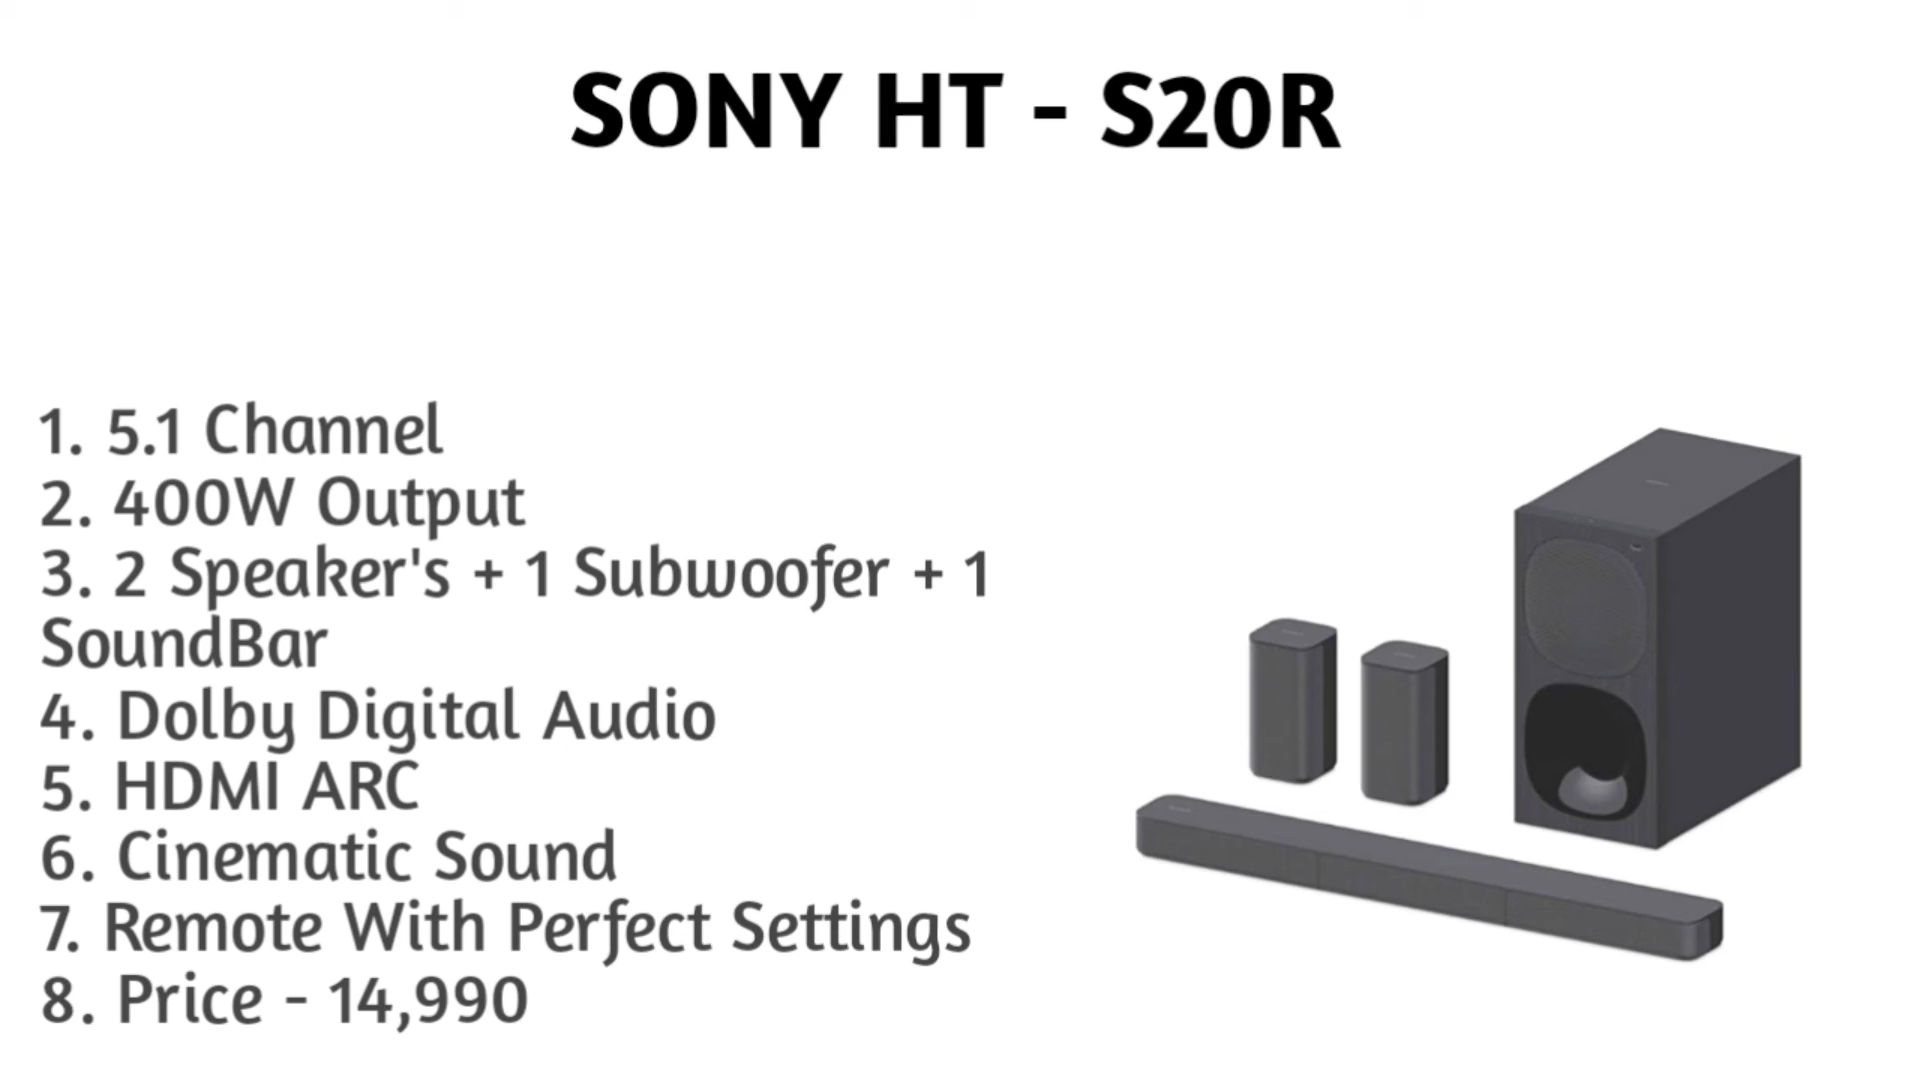 SONY HT - S20R
1. 5.1 Channel
2. 400W Output
3. 2 Speaker's + 1 Subwoofer + 1
SoundBar
4. Dolby Digital Audio
5. HDMI ARC
6. Cinematic Sound
7. Remote With Perfect Settings
8. Price - 14,990